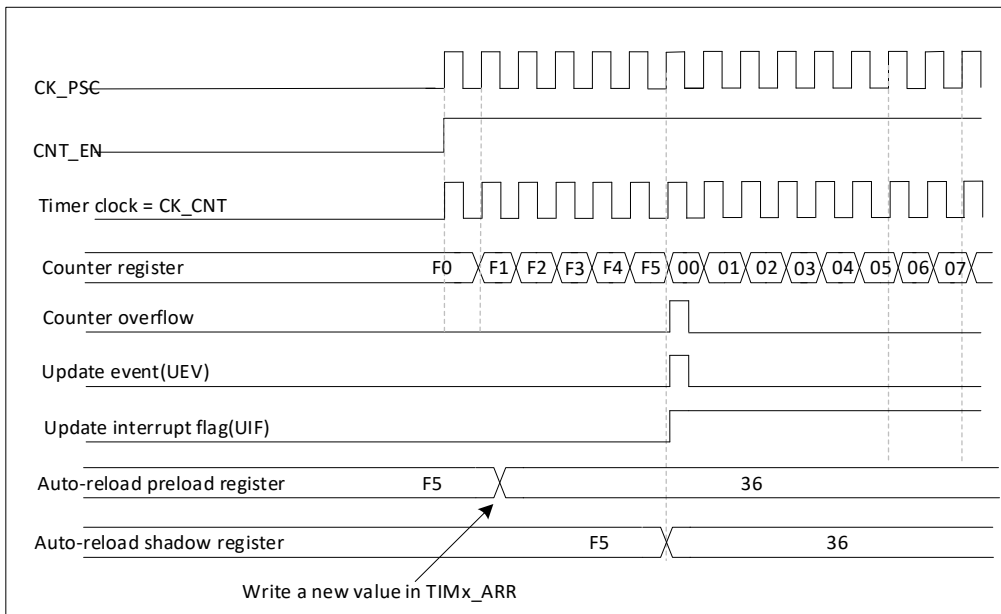 CK_PSC
CNT_EN
Timer clock = CK_CNT
Counter register F0 F1 F2 F3 F4 F5 00 01 02 03 04 05 06 07
Counter overflow
Update event(UEV)
Update interrupt flag(UIF)
Auto-reload preload register F5 36
Auto-reload shadow register F5 36
Write a new value in TIMx_ARR